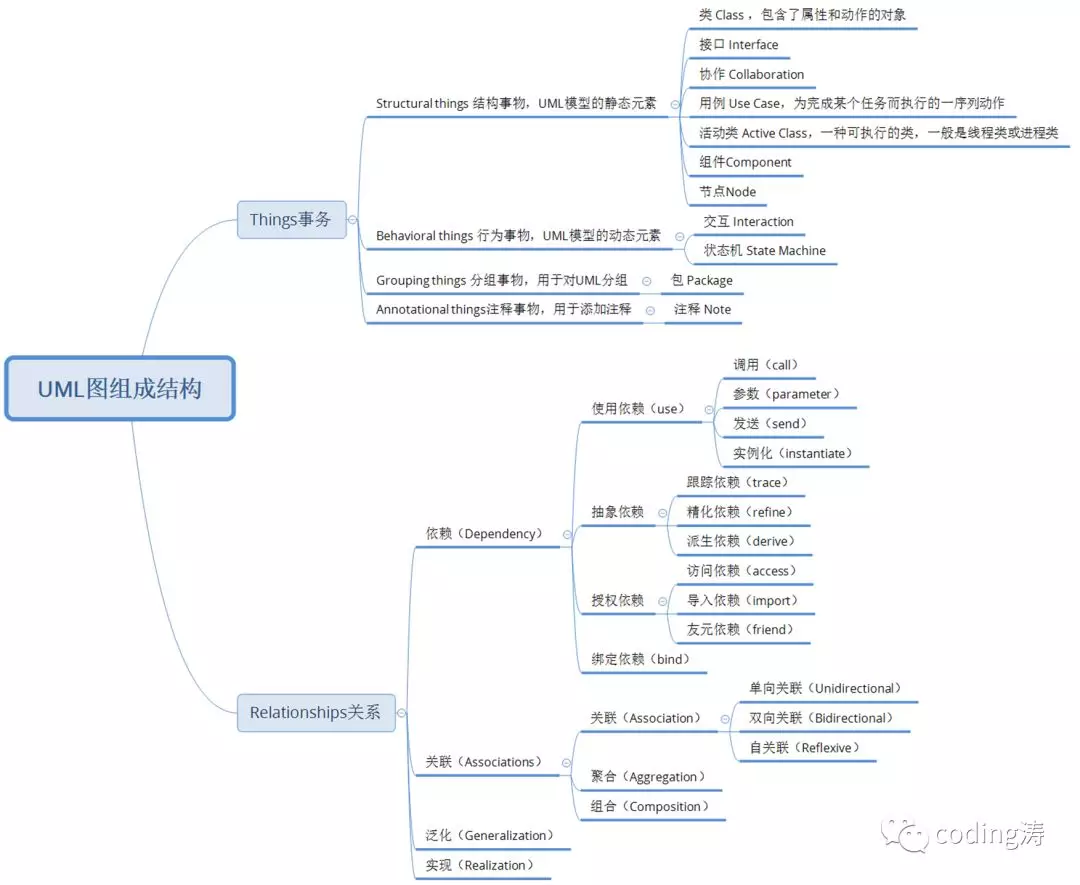 UML图组成结构
Things事务
Structural things 结构事物，UML模型的静态元素
类 Class ，包含了属性和动作的对象
接口 Interface
协作 Collaboration
用例 Use Case，为完成某个任务而执行的一序列动作
活动类 Active Class，一种可执行的类，一般是线程类或进程类
组件Component
节点Node
Behavioral things 行为事物，UML模型的动态元素
交互 Interaction
状态机 State Machine
Grouping things 分组事物，用于对UML分组
包 Package
Annotational things注释事物，用于添加注释
注释 Note
Relationships关系
依赖（Dependency）
使用依赖（use）
调用（call）
参数（parameter）
发送（send）
实例化（instantiate）
抽象依赖
跟踪依赖（trace）
精化依赖（refine）
派生依赖（derive）
授权依赖
访问依赖（access）
导入依赖（import）
友元依赖（friend）
绑定依赖（bind）
关联（Associations）
关联（Association）
单向关联（Unidirectional）
双向关联（Bidirectional）
自关联（Reflexive）
聚合（Aggregation）
组合（Composition）
泛化（Generalization）
实现（Realization）
coding涛